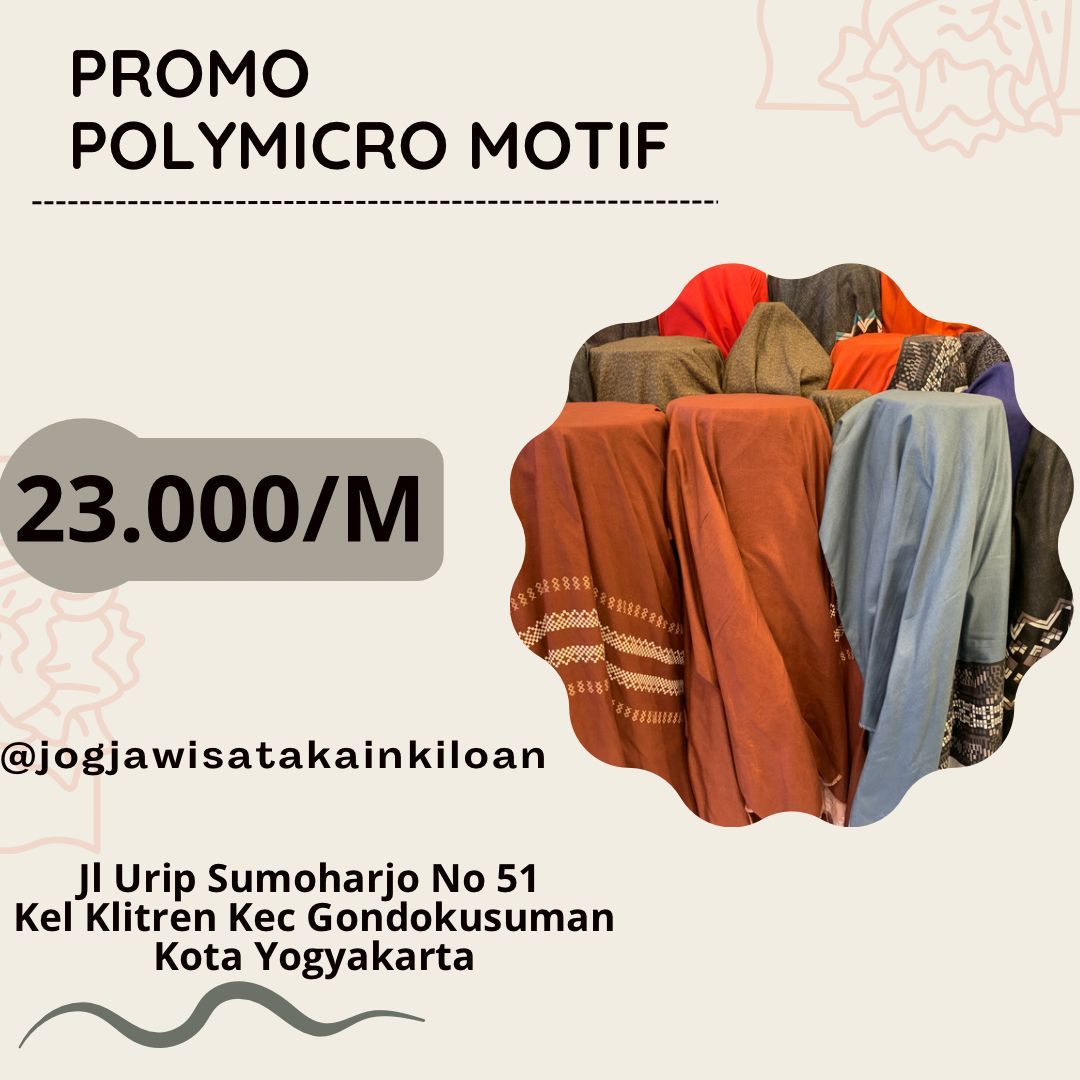 PROMO
POLYMICRO MOTIF
23.000/M
@jogjawisatakainkiloan
Jl Urip Sumoharjo No 51
Kel Klitren Kec Gondokusuman
Kota Yogyakarta